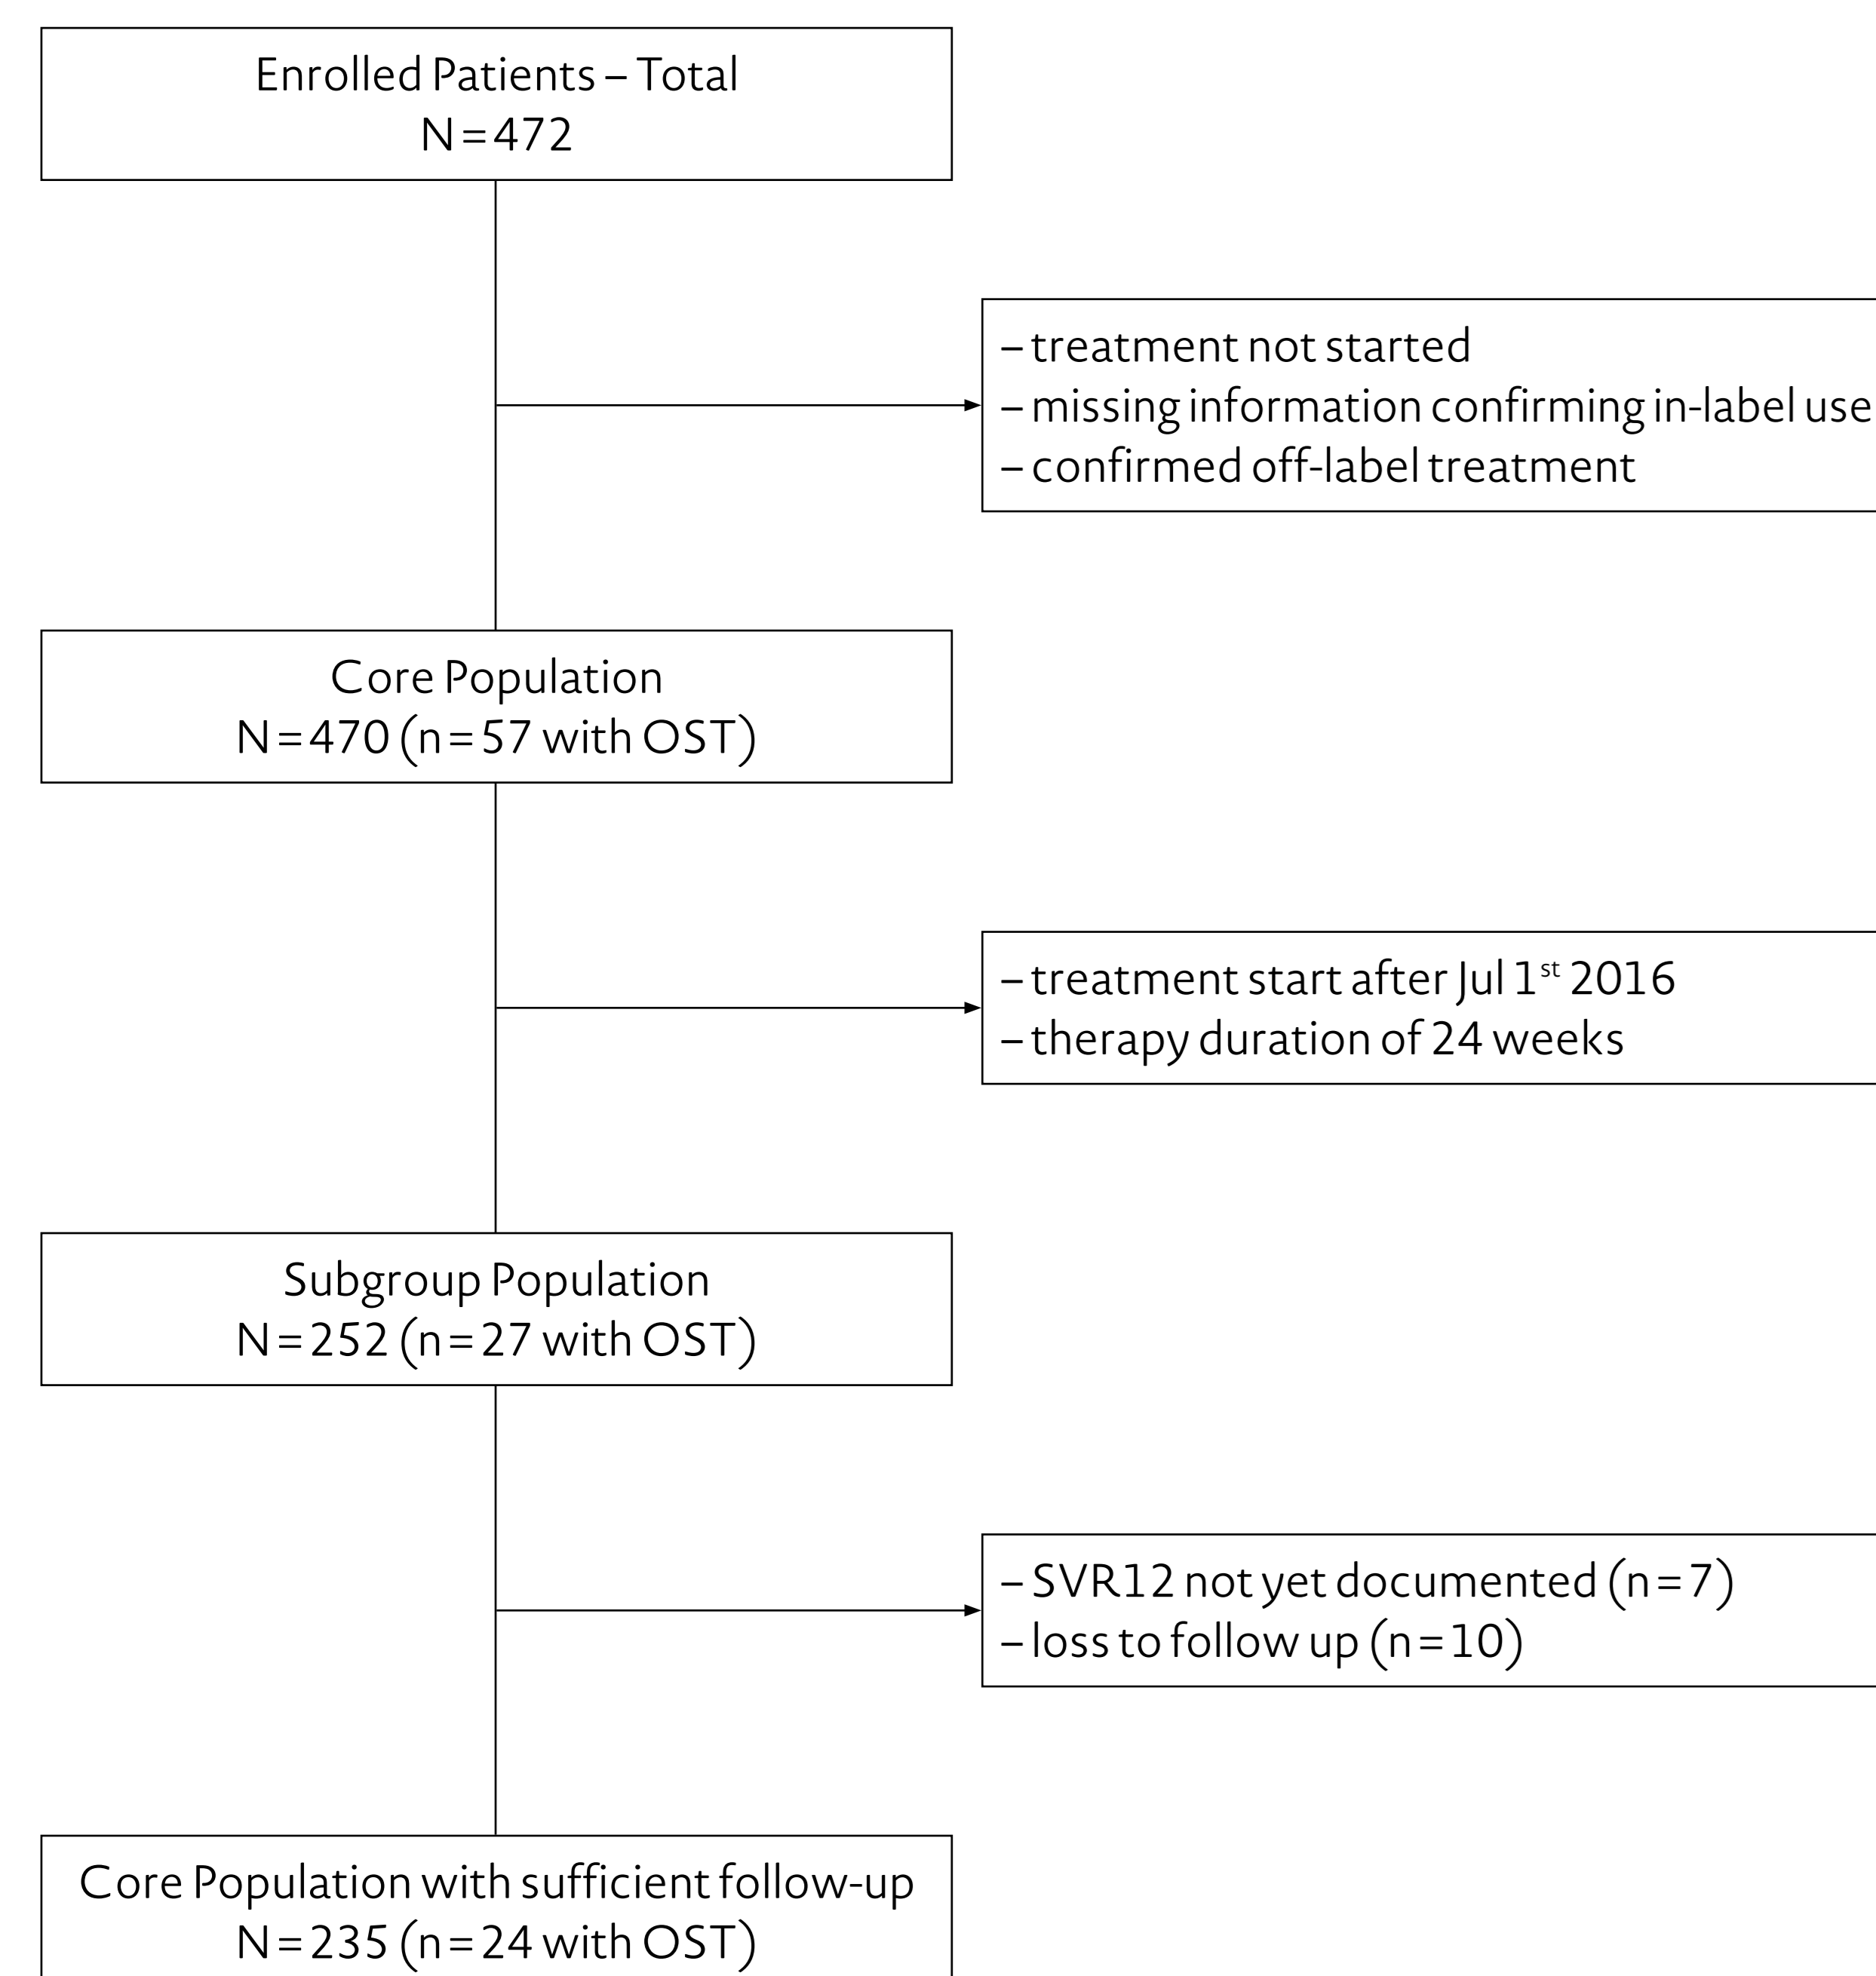 Enrolled Patients – Total
N = 472
– treatment not started
– missing information confirming in-label use
– confirmed off-label treatment
Core Population
N = 470 (n = 57 with OST)
– treatment start after Jul 1st 2016
– therapy duration of 24 weeks
Subgroup Population
N = 252 (n = 27 with OST)
– SVR12 not yet documented (n = 7)
– loss to follow up (n = 10)
Core Population with sufficient follow-up
N = 235 (n = 24 with OST)